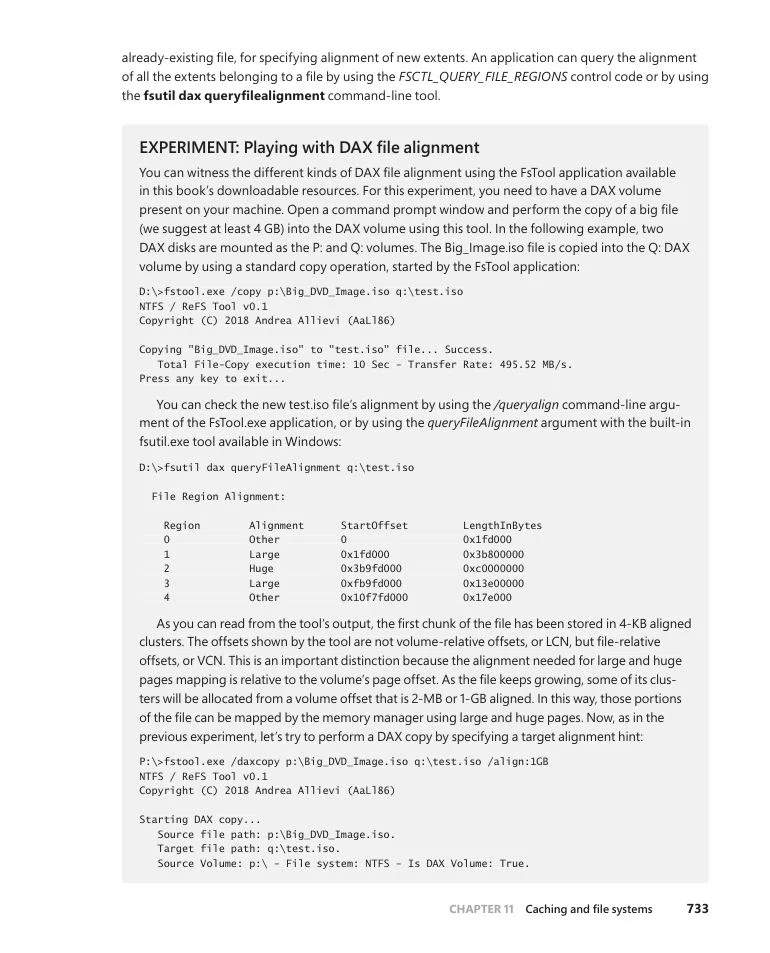 already-existing file, for specifying alignment of new extents. An application can query the alignment
of all the extents belonging to a file by using the FSCTL_QUERY_FILE_REGIONS control code or by using
the fsutil dax queryfilealignment command-line tool.
EXPERIMENT: Playing with DAX file alignment
You can witness the different kinds of DAX file alignment using the FsTool application available
in this book's downloadable resources. For this experiment, you need to have a DAX volume
present on your machine. Open a command prompt window and perform the copy of a big file
(we suggest at least 4 GB) into the DAX volume using this tool. In the following example, two
DAX disks are mounted as the P: and Q: volumes. The Big_Image.iso file is copied into the Q: DAX
volume by using a standard copy operation, started by the FsTool application:
D:\>fstool.exe /copy p:\Big_DVD_Image.iso q:\test.iso
NTFS / ReFS Tool v0.1
Copyright (C) 2018 Andrea Allievi (AaLl86)
Copying "Big_DVD_Image.iso" to "test.iso" file... Success.
Total File-Copy execution time: 10 Sec - Transfer Rate: 495.52 MB/s.
Press any key to exit...
You can check the new test.iso file's alignment by using the /queryalign command-line argu-
ment of the FsTool.exe application, or by using the queryFileAlignment argument with the built-in
fsutil.exe tool available in Windows:
D:\>fsutil dax queryFileAlignment q:\test.iso
File Region Alignment:
Region Alignment StartOffset LengthInBytes
0 Other 0 0x1fd000
1 Large 0x1fd000 0x3b800000
2 Huge 0x3b9fd000 0xc0000000
3 Large 0xfb9fd000 0x13e00000
4 Other 0x10f7fd000 0x17e000
As you can read from the tool's output, the first chunk of the file has been stored in 4-KB aligned
clusters. The offsets shown by the tool are not volume-relative offsets, or LCN, but file-relative
offsets, or VCN. This is an important distinction because the alignment needed for large and huge
pages mapping is relative to the volume's page offset. As the file keeps growing, some of its clus-
ters will be allocated from a volume offset that is 2-MB or 1-GB aligned. In this way, those portions
of the file can be mapped by the memory manager using large and huge pages. Now, as in the
previous experiment, let's try to perform a DAX copy by specifying a target alignment hint:
P:\>fstool.exe /daxcopy p:\Big_DVD_Image.iso q:\test.iso /align:1GB
NTFS / ReFS Tool v0.1
Copyright (C) 2018 Andrea Allievi (AaLl86)
Starting DAX copy...
Source file path: p:\Big_DVD_Image.iso.
Target file path: q:\test.iso.
Source Volume: p:\ - File system: NTFS - Is DAX Volume: True.
CHAPTER 11 Caching and file systems 733